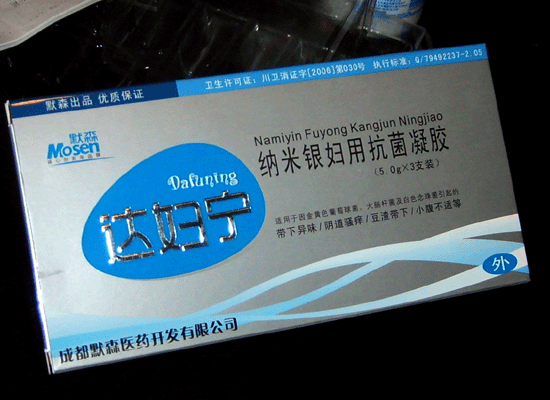 默森出品 优质保证
卫生许可证：川卫消证字[2006]第030号 执行标准：Q/79492237-2.05
默森
Mosen
Namiyin Fuyong Kangjun Ningjiao
纳米银妇用抗菌凝胶
(5.0g×3支装)
Dafuning
达妇宁
适用于因金黄色葡萄球菌、大肠杆菌及白色念珠菌引起的
带下异味/阴道骚痒/豆渣带下/小腹不适等
外
成都默森医药开发有限公司